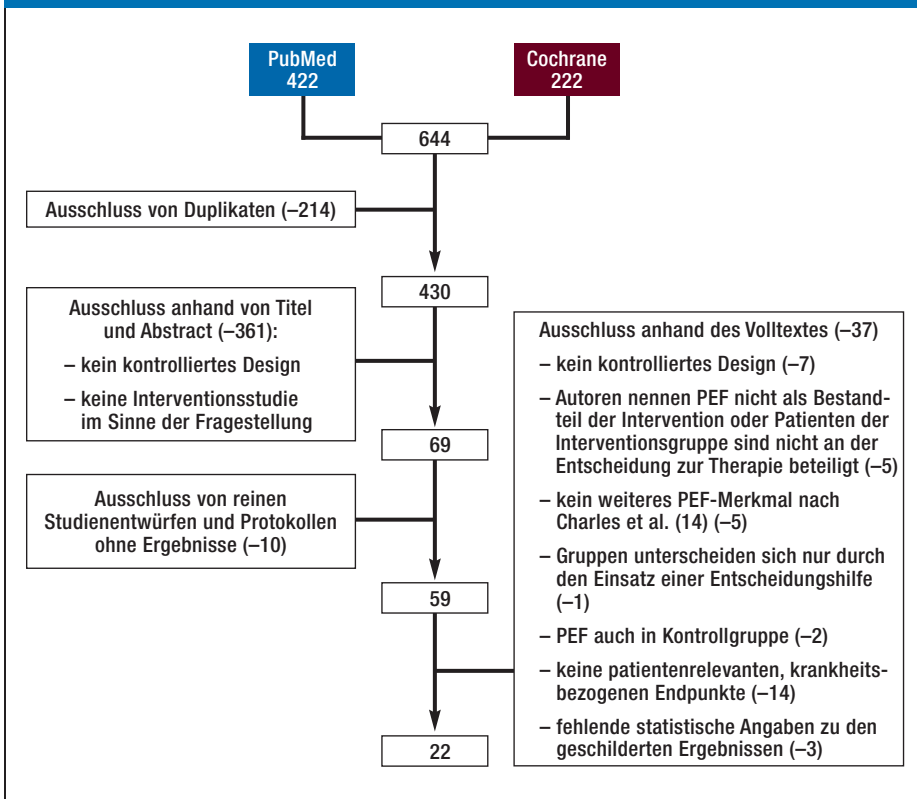 PubMed
422
Cochrane
222
644
Ausschluss von Duplikaten (–214)
430
Ausschluss anhand von Titel
und Abstract (–361):
– kein kontrolliertes Design
– keine Interventionsstudie
im Sinne der Fragestellung
69
Ausschluss von reinen
Studienentwürfen und Protokollen
ohne Ergebnisse (–10)
59
Ausschluss anhand des Volltextes (–37)
– kein kontrolliertes Design (–7)
– Autoren nennen PEF nicht als Bestand-
teil der Intervention oder Patienten der
Interventionsgruppe sind nicht an der
Entscheidung zur Therapie beteiligt (–5)
– kein weiteres PEF-Merkmal nach
Charles et al. (14) (–5)
– Gruppen unterscheiden sich nur durch
den Einsatz einer Entscheidungshilfe
(–1)
– PEF auch in Kontrollgruppe (–2)
– keine patientenrelevanten, krankheits-
bezogenen Endpunkte (–14)
– fehlende statistische Angaben zu den
geschilderten Ergebnissen (–3)
22